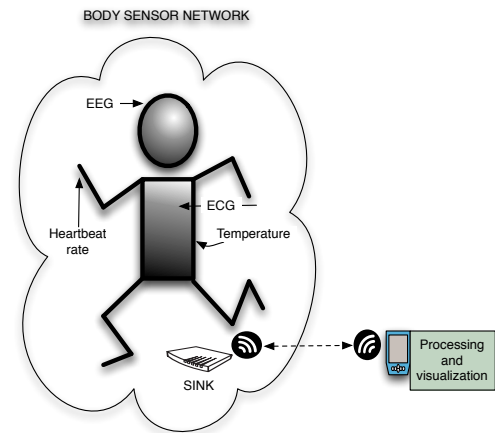 BODY SENSOR NETWORK
EEG
ECG
Heartbeat
rate
Temperature
SINK
Processing
and
visualization